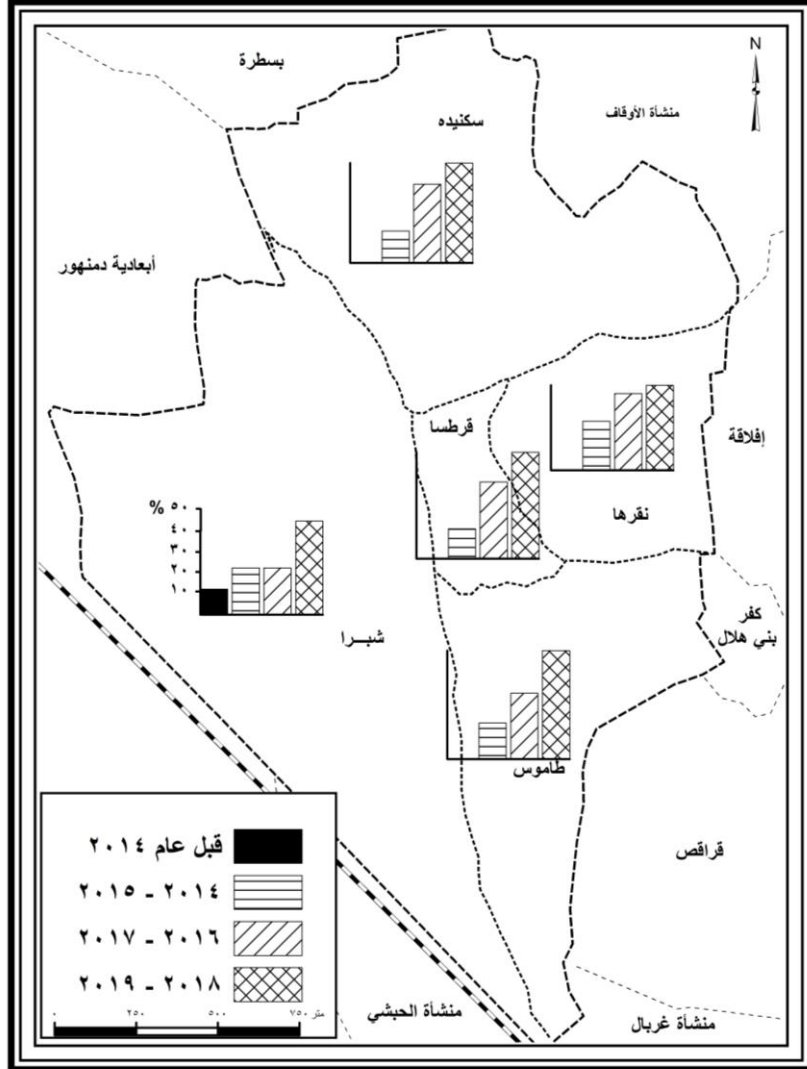 بسطرة
N
سكنيده
منشأة الأوقاف
أبعادية دمنهور
قرطسا
إفلاقة
% ٥٠
٤٠
٣٠
٢٠
١٠
نقرها
كفر
بني هلال
شبـــرا
طاموس
قراقص
قبل عام ٢٠١٤
٢٠١٤ - ٢٠١٥
٢٠١٦ - ٢٠١٧
٢٠١٨ - ٢٠١٩
٠ ٢٥٠ ٥٠٠ ٧٥٠ متر
منشأة الحبشي
منشأة غربال